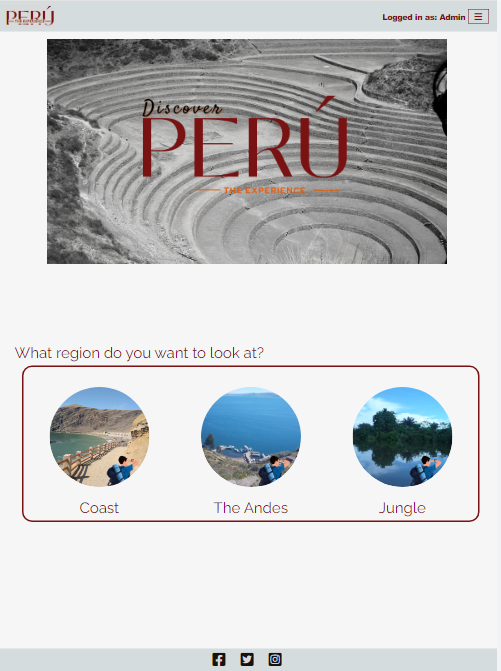 PERÚ
Logged in as: Admin
Discover
PERÚ
THE EXPERIENCE
What region do you want to look at?
Coast
The Andes
Jungle